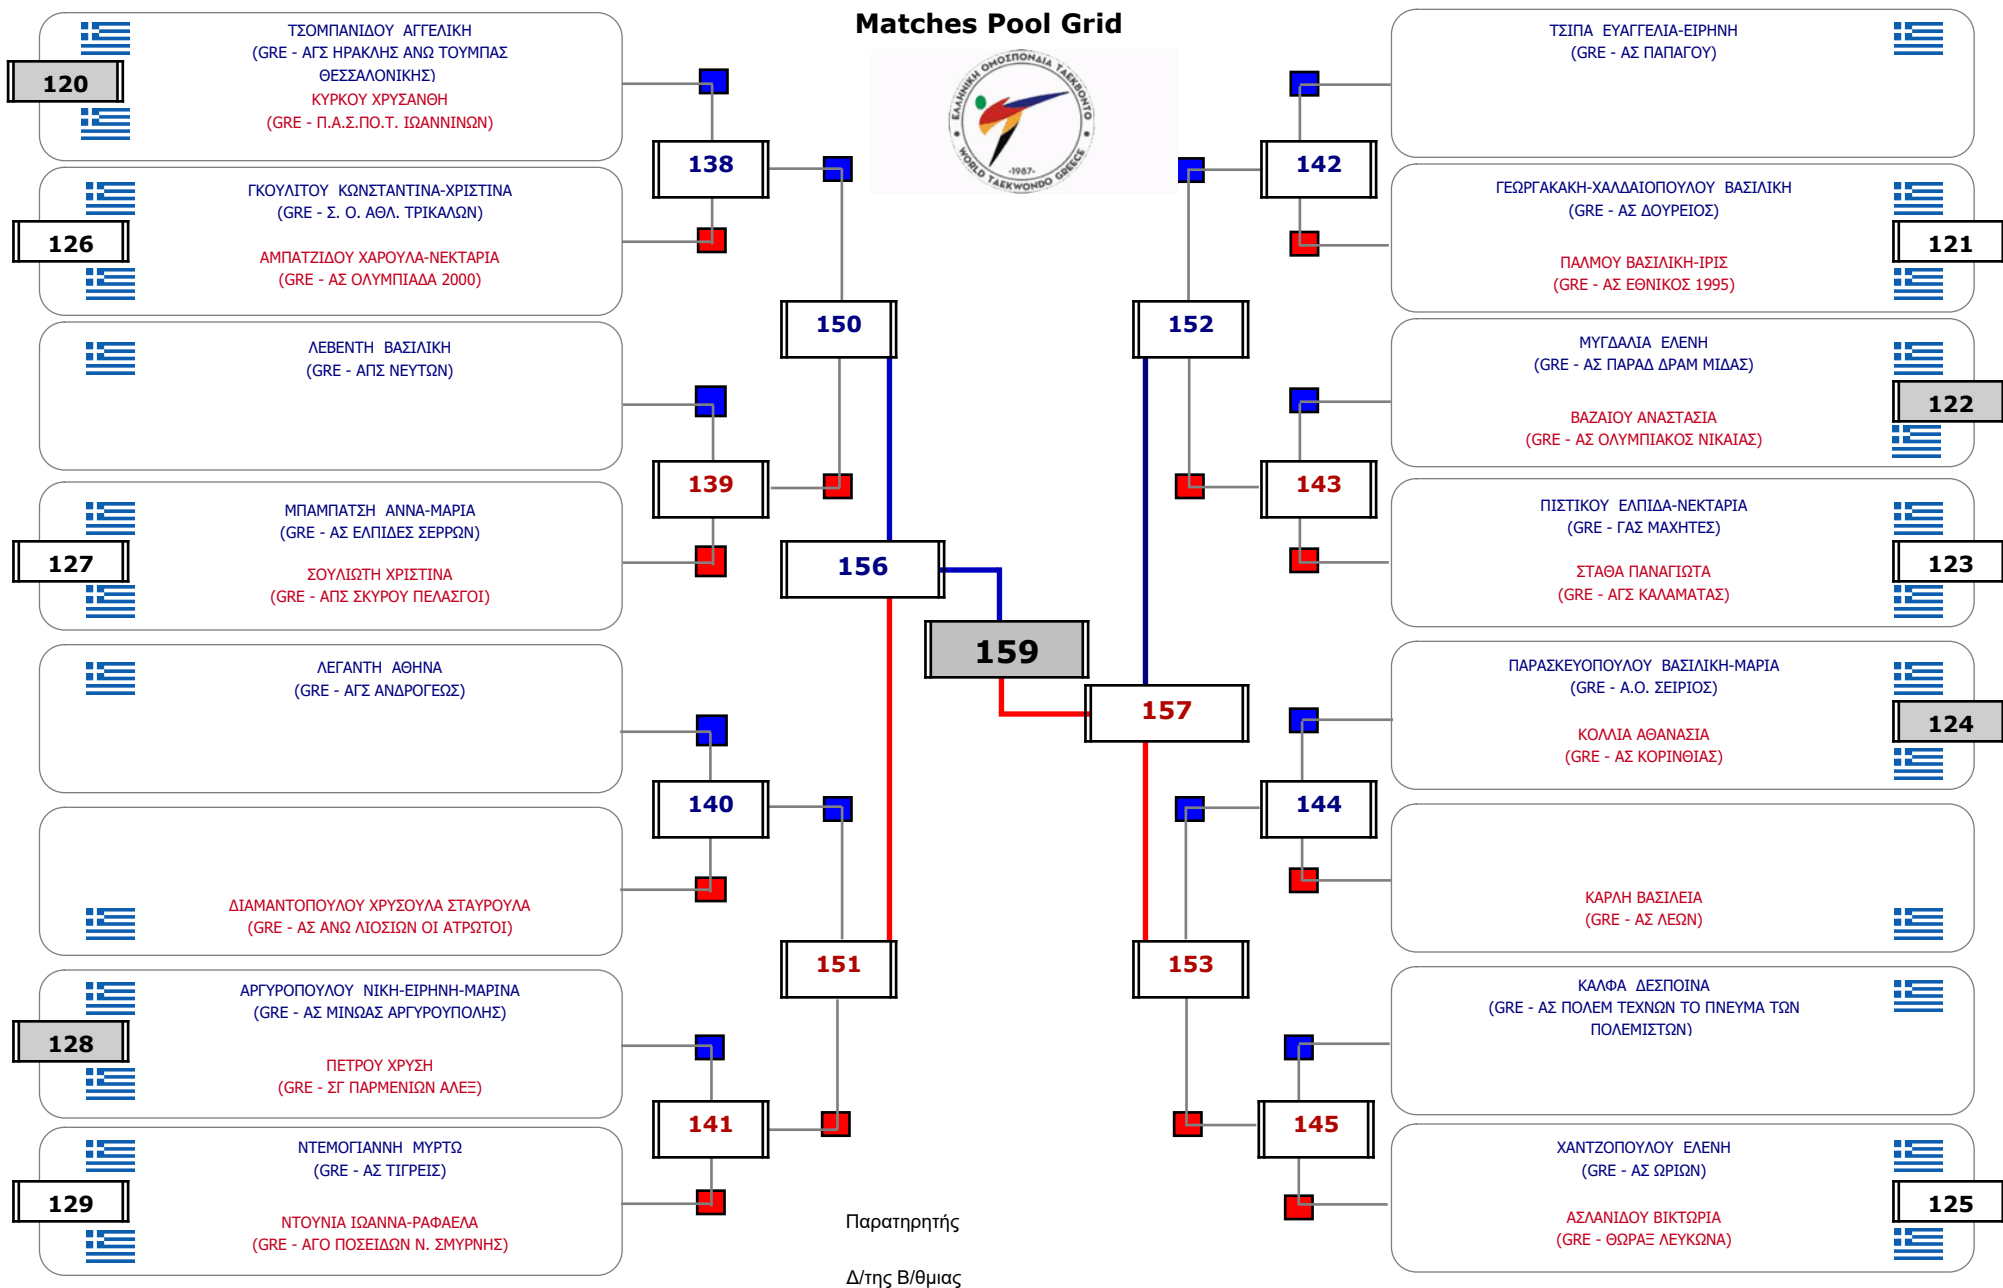 Matches Pool Grid
ΕΛΛΗΝΙΚΗ ΟΜΟΣΠΟΝΔΙΑ ΤΑΕΚΒΟΝΤΟ
WORLD TAEKWONDO GREECE
-1987-
120
ΤΣΟΜΠΑΝΙΔΟΥ ΑΓΓΕΛΙΚΗ
(GRE - ΑΓΣ ΗΡΑΚΛΗΣ ΑΝΩ ΤΟΥΜΠΑΣ
ΘΕΣΣΑΛΟΝΙΚΗΣ)
ΚΥΡΚΟΥ ΧΡΥΣΑΝΘΗ
(GRE - Π.Α.Σ.ΠΟ.Τ. ΙΩΑΝΝΙΝΩΝ)
126
ΓΚΟΥΛΙΤΟΥ ΚΩΝΣΤΑΝΤΙΝΑ-ΧΡΙΣΤΙΝΑ
(GRE - Σ. Ο. ΑΘΛ. ΤΡΙΚΑΛΩΝ)
ΑΜΠΑΤΖΙΔΟΥ ΧΑΡΟΥΛΑ-ΝΕΚΤΑΡΙΑ
(GRE - ΑΣ ΟΛΥΜΠΙΑΔΑ 2000)
ΛΕΒΕΝΤΗ ΒΑΣΙΛΙΚΗ
(GRE - ΑΠΣ ΝΕΥΤΩΝ)
127
ΜΠΑΜΠΑΤΣΗ ΑΝΝΑ-ΜΑΡΙΑ
(GRE - ΑΣ ΕΛΠΙΔΕΣ ΣΕΡΡΩΝ)
ΣΟΥΛΙΩΤΗ ΧΡΙΣΤΙΝΑ
(GRE - ΑΠΣ ΣΚΥΡΟΥ ΠΕΛΑΣΓΟΙ)
ΛΕΓΑΝΤΗ ΑΘΗΝΑ
(GRE - ΑΓΣ ΑΝΔΡΟΓΕΩΣ)
ΔΙΑΜΑΝΤΟΠΟΥΛΟΥ ΧΡΥΣΟΥΛΑ ΣΤΑΥΡΟΥΛΑ
(GRE - ΑΣ ΑΝΩ ΛΙΟΣΙΩΝ ΟΙ ΑΤΡΩΤΟΙ)
128
ΑΡΓΥΡΟΠΟΥΛΟΥ ΝΙΚΗ-ΕΙΡΗΝΗ-ΜΑΡΙΝΑ
(GRE - ΑΣ ΜΙΝΩΑΣ ΑΡΓΥΡΟΥΠΟΛΗΣ)
ΠΕΤΡΟΥ ΧΡΥΣΗ
(GRE - ΣΓ ΠΑΡΜΕΝΙΩΝ ΑΛΕΞ)
129
ΝΤΕΜΟΓΙΑΝΝΗ ΜΥΡΤΩ
(GRE - ΑΣ ΤΙΓΡΕΙΣ)
ΝΤΟΥΝΙΑ ΙΩΑΝΝΑ-ΡΑΦΑΕΛΑ
(GRE - ΑΓΟ ΠΟΣΕΙΔΩΝ Ν. ΣΜΥΡΝΗΣ)
138
139
140
141
150
151
156
159
157
152
153
142
143
144
145
ΤΣΙΠΑ ΕΥΑΓΓΕΛΙΑ-ΕΙΡΗΝΗ
(GRE - ΑΣ ΠΑΠΑΓΟΥ)
ΓΕΩΡΓΑΚΑΚΗ-ΧΑΛΔΑΙΟΠΟΥΛΟΥ ΒΑΣΙΛΙΚΗ
(GRE - ΑΣ ΔΟΥΡΕΙΟΣ)
121
ΠΑΛΜΟΥ ΒΑΣΙΛΙΚΗ-ΙΡΙΣ
(GRE - ΑΣ ΕΘΝΙΚΟΣ 1995)
ΜΥΓΔΑΛΙΑ ΕΛΕΝΗ
(GRE - ΑΣ ΠΑΡΑΔ ΔΡΑΜ ΜΙΔΑΣ)
122
ΒΑΖΑΙΟΥ ΑΝΑΣΤΑΣΙΑ
(GRE - ΑΣ ΟΛΥΜΠΙΑΚΟΣ ΝΙΚΑΙΑΣ)
ΠΙΣΤΙΚΟΥ ΕΛΠΙΔΑ-ΝΕΚΤΑΡΙΑ
(GRE - ΓΑΣ ΜΑΧΗΤΕΣ)
123
ΣΤΑΘΑ ΠΑΝΑΓΙΩΤΑ
(GRE - ΑΓΣ ΚΑΛΑΜΑΤΑΣ)
ΠΑΡΑΣΚΕΥΟΠΟΥΛΟΥ ΒΑΣΙΛΙΚΗ-ΜΑΡΙΑ
(GRE - Α.Ο. ΣΕΙΡΙΟΣ)
124
ΚΟΛΛΙΑ ΑΘΑΝΑΣΙΑ
(GRE - ΑΣ ΚΟΡΙΝΘΙΑΣ)
ΚΑΡΛΗ ΒΑΣΙΛΕΙΑ
(GRE - ΑΣ ΛΕΩΝ)
ΚΑΛΦΑ ΔΕΣΠΟΙΝΑ
(GRE - ΑΣ ΠΟΛΕΜ ΤΕΧΝΩΝ ΤΟ ΠΝΕΥΜΑ ΤΩΝ
ΠΟΛΕΜΙΣΤΩΝ)
ΧΑΝΤΖΟΠΟΥΛΟΥ ΕΛΕΝΗ
(GRE - ΑΣ ΩΡΙΩΝ)
125
ΑΣΛΑΝΙΔΟΥ ΒΙΚΤΩΡΙΑ
(GRE - ΘΩΡΑΞ ΛΕΥΚΩΝΑ)
Παρατηρητής
Δ/της Β/θμιας